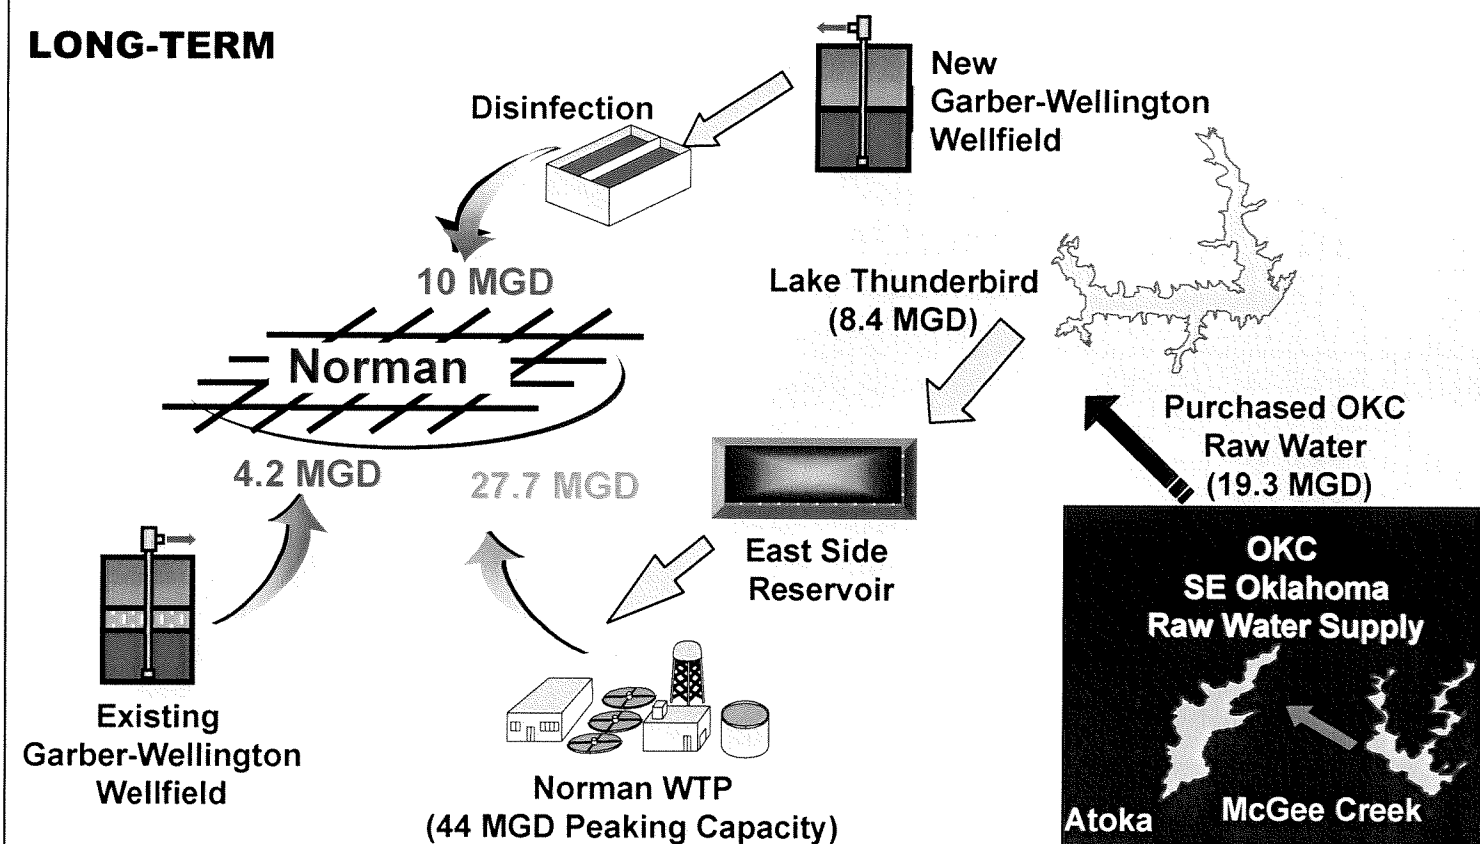 LONG-TERM
New
Garber-Wellington
Wellfield
Disinfection
10 MGD
Lake Thunderbird
(8.4 MGD)
Norman
Purchased OKC
Raw Water
(19.3 MGD)
4.2 MGD
27.7 MGD
East Side
Reservoir
OKC
SE Oklahoma
Raw Water Supply
Existing
Garber-Wellington
Wellfield
Norman WTP
(44 MGD Peaking Capacity)
McGee Creek
Atoka